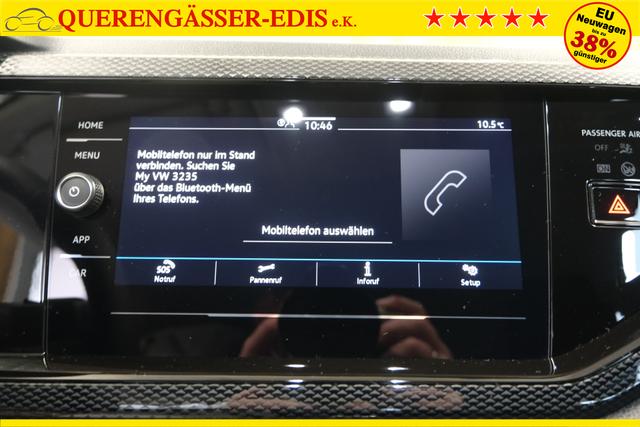 QUERENGÄSSER-EDIS e.K.
EU
Neuwagen
bis zu
38%
günstiger
HOME
MENU
APP
CAR
10:46
10.5°C
Mobiltelefon nur im Stand
verbinden. Suchen Sie
My VW 3235
über das Bluetooth-Menü
Ihres Telefons.
Mobiltelefon auswählen
SOS
Notruf
Pannenruf
Inforuf
Setup
PASSENGER AIR
OFF